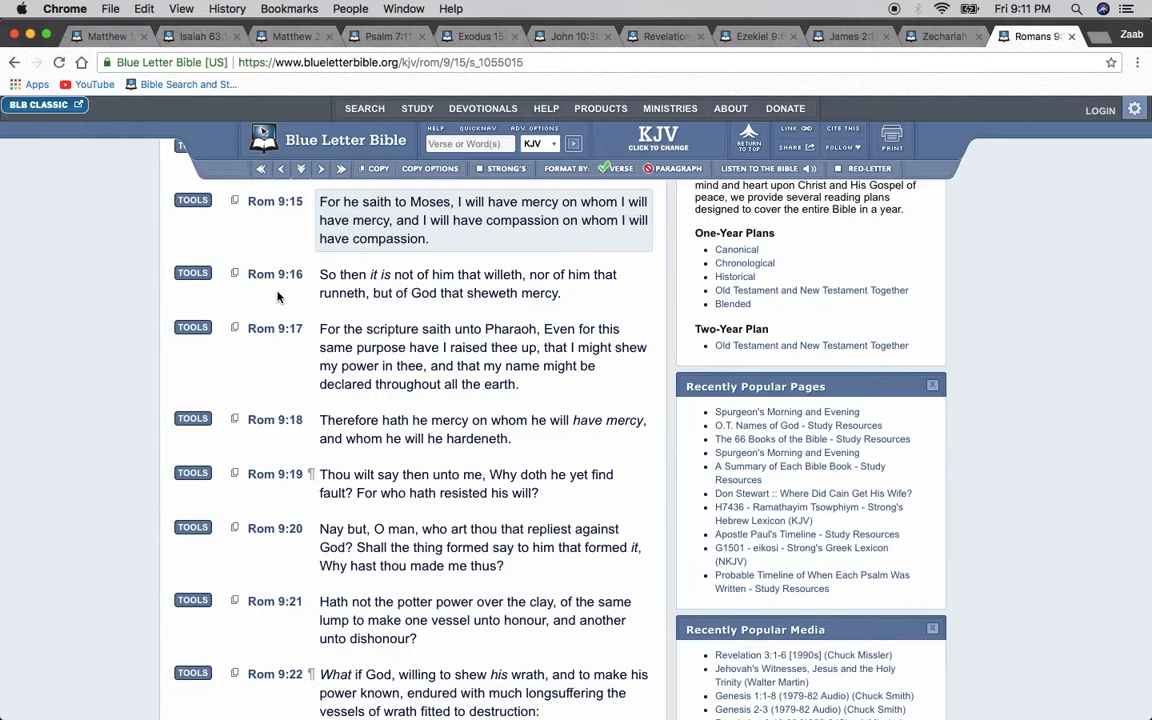 Chrome File Edit View History Bookmarks People Window Help Fri 9:11 PM
Matthew Isaiah 63:1 Matthew 2 Psalm 7:11 Exodus 15 John 10:30 Revelation Ezekiel 9:6 James 2:1 Zechariah Romans 9: Zaab
Blue Letter Bible [US] https://www.blueletterbible.org/kjv/rom/9/15/s_1055015
Apps YouTube Bible Search and St...
BLB CLASSIC
SEARCH STUDY DEVOTIONALS HELP PRODUCTS MINISTRIES ABOUT DONATE LOGIN
Blue Letter Bible
HELP QUICKNAV ADV. OPTIONS
Verse or Word(s) KJV
KJV
CLICK TO CHANGE
RETURN TO TOP
LINK CITE THIS
SHARE FOLLOW
PRINT
COPY COPY OPTIONS STRONG'S FORMAT BY: VERSE PARAGRAPH LISTEN TO THE BIBLE RED-LETTER
TOOLS Rom 9:15 For he saith to Moses, I will have mercy on whom I will
have mercy, and I will have compassion on whom I will
have compassion.
TOOLS Rom 9:16 So then it is not of him that willeth, nor of him that
runneth, but of God that sheweth mercy.
TOOLS Rom 9:17 For the scripture saith unto Pharaoh, Even for this
same purpose have I raised thee up, that I might shew
my power in thee, and that my name might be
declared throughout all the earth.
TOOLS Rom 9:18 Therefore hath he mercy on whom he will have mercy,
and whom he will he hardeneth.
TOOLS Rom 9:19 ¶ Thou wilt say then unto me, Why doth he yet find
fault? For who hath resisted his will?
TOOLS Rom 9:20 Nay but, O man, who art thou that repliest against
God? Shall the thing formed say to him that formed it,
Why hast thou made me thus?
TOOLS Rom 9:21 Hath not the potter power over the clay, of the same
lump to make one vessel unto honour, and another
unto dishonour?
TOOLS Rom 9:22 ¶ What if God, willing to shew his wrath, and to make his
power known, endured with much longsuffering the
vessels of wrath fitted to destruction:
mind and heart upon Christ and His Gospel of
peace, we provide several reading plans
designed to cover the entire Bible in a year.
One-Year Plans
• Canonical
• Chronological
• Historical
• Old Testament and New Testament Together
• Blended
Two-Year Plan
• Old Testament and New Testament Together
Recently Popular Pages
• Spurgeon's Morning and Evening
• O.T. Names of God - Study Resources
• The 66 Books of the Bible - Study Resources
• Spurgeon's Morning and Evening
• A Summary of Each Bible Book - Study
Resources
• Don Stewart :: Where Did Cain Get His Wife?
• H7436 - Ramathayim Tsowphiym - Strong's
Hebrew Lexicon (KJV)
• Apostle Paul's Timeline - Study Resources
• G1501 - eikosi - Strong's Greek Lexicon
(NKJV)
• Probable Timeline of When Each Psalm Was
Written - Study Resources
Recently Popular Media
• Revelation 3:1-6 [1990s] (Chuck Missler)
• Jehovah's Witnesses, Jesus and the Holy
Trinity (Walter Martin)
• Genesis 1:1-8 (1979-82 Audio) (Chuck Smith)
• Genesis 2-3 (1979-82 Audio) (Chuck Smith)